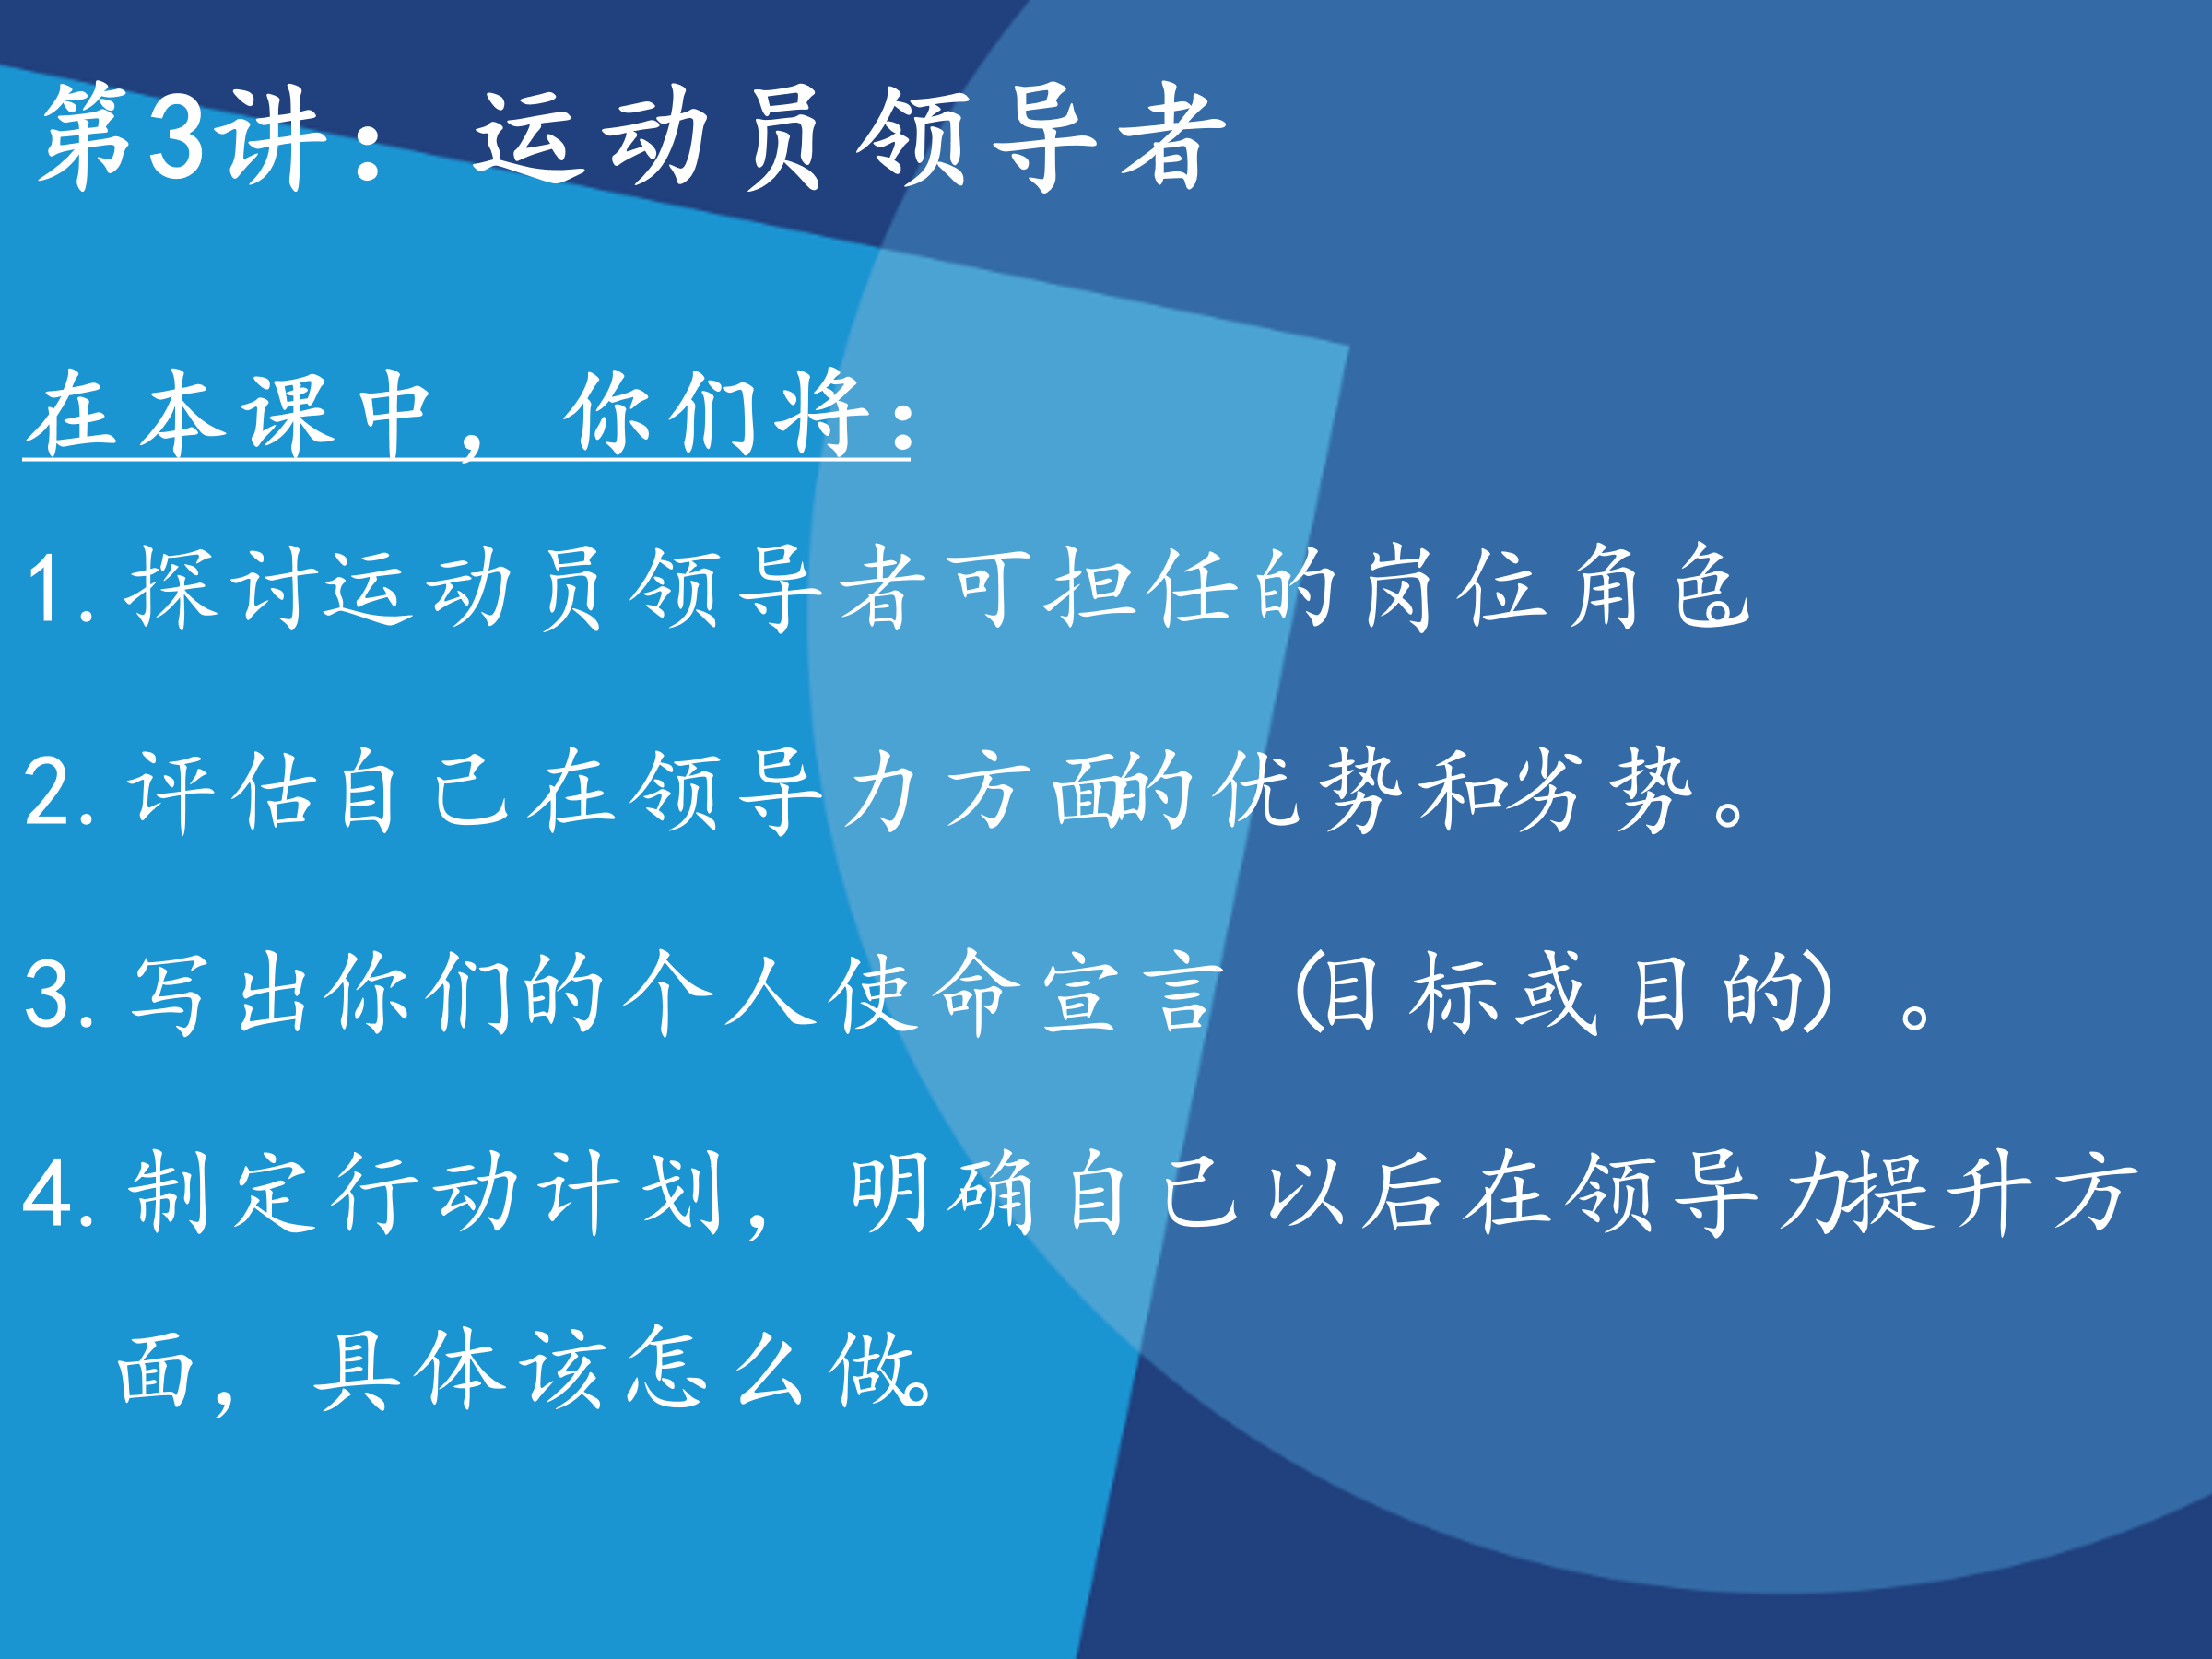 第3讲：运动员领导者
在本课中，你们将：
1. 探讨运动员领导者可担任的岗位角色
2. 评估自己在领导力方面的优势和劣势。
3. 写出你们的个人使命宣言（目标或目的）。
4. 制定行动计划，明确自己以后在领导力提升方
面，具体该怎么做。